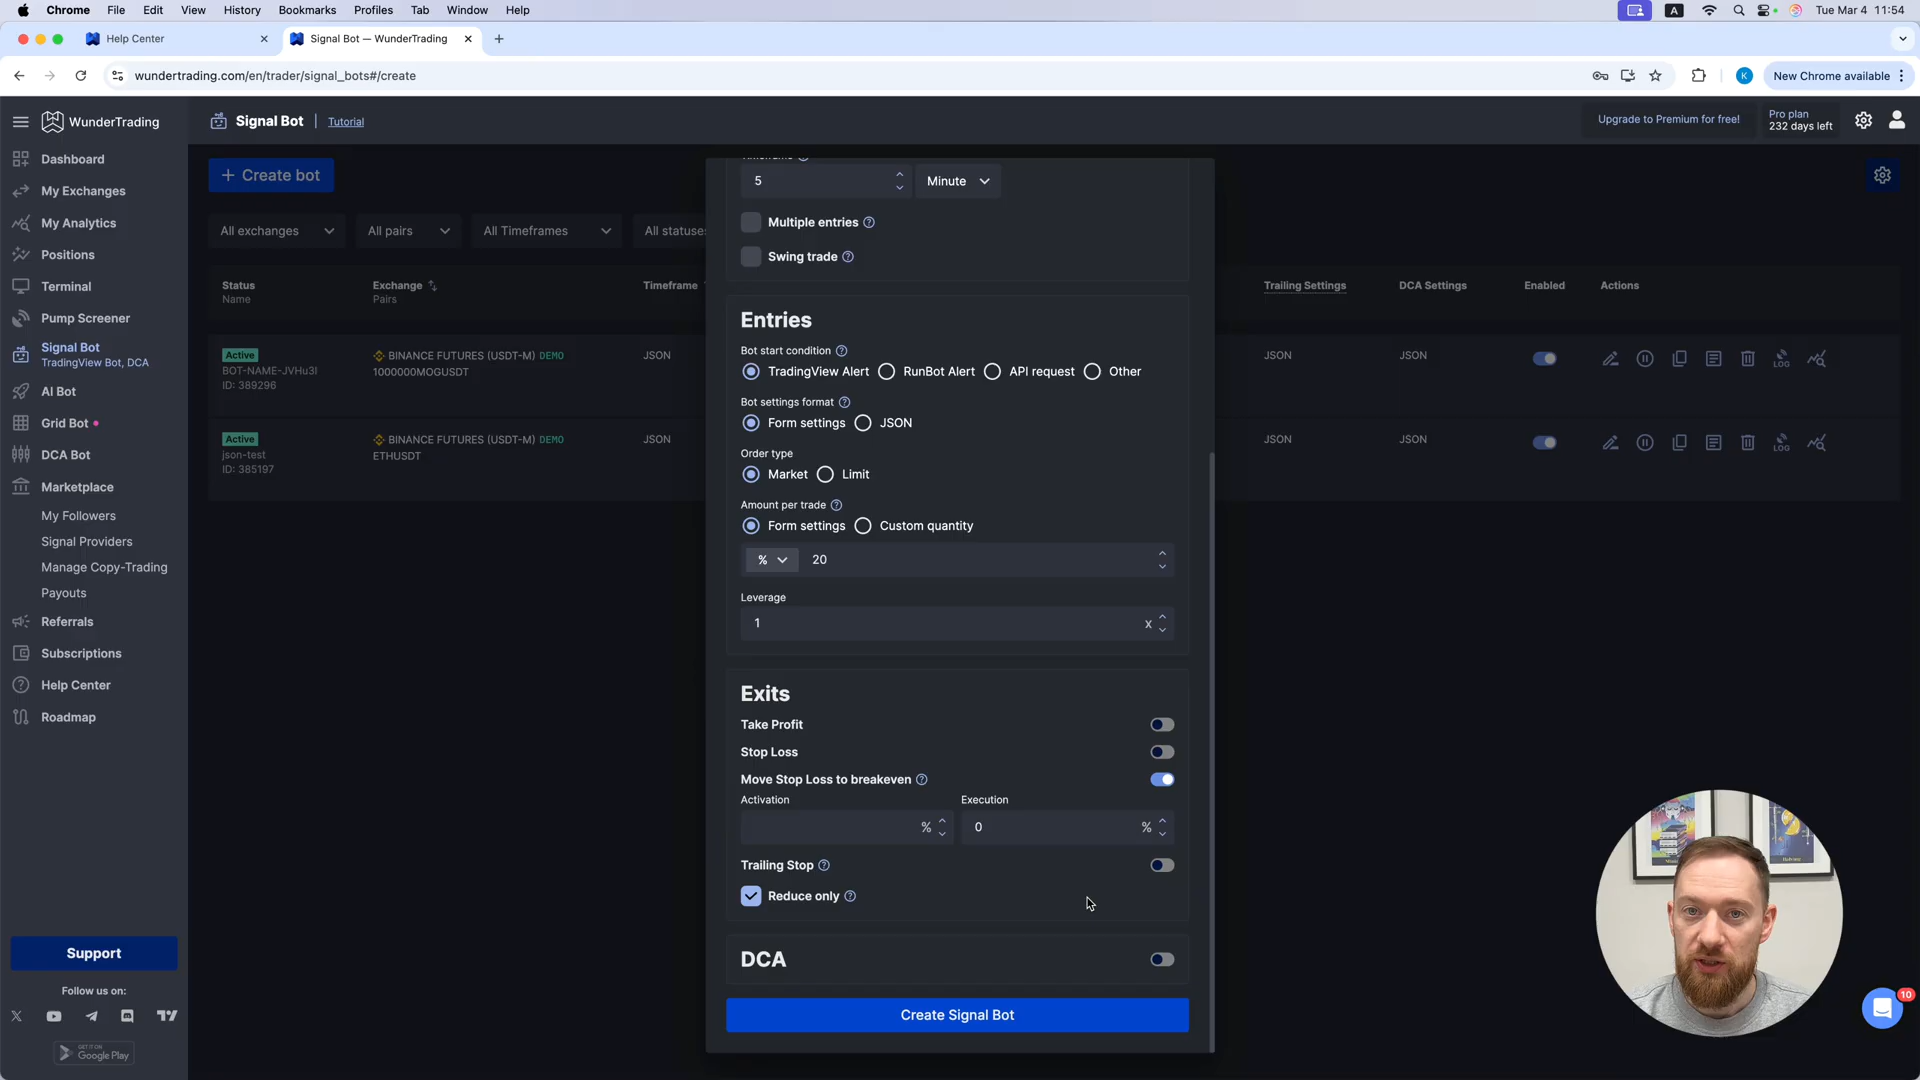 Chrome File Edit View History Bookmarks Profiles Tab Window Help
A
Tue Mar 4 11:54
Help Center
Signal Bot — WunderTrading
wundertrading.com/en/trader/signal_bots#/create
K
New Chrome available
WunderTrading
Signal Bot | Tutorial
Upgrade to Premium for free!
Pro plan
232 days left
Dashboard
My Exchanges
My Analytics
Positions
Terminal
Pump Screener
Signal Bot
TradingView Bot, DCA
AI Bot
Grid Bot
DCA Bot
Marketplace
My Followers
Signal Providers
Manage Copy-Trading
Payouts
Referrals
Subscriptions
Help Center
Roadmap
Support
Follow us on:
GET IT ON
Google Play
+ Create bot
All exchanges
All pairs
All Timeframes
All statuses
Status
Name
Exchange
Pairs
Timeframe
Trailing Settings
DCA Settings
Enabled
Actions
Active
BOT-NAME-JVHu3I
ID: 389296
BINANCE FUTURES (USDT-M) DEMO
1000000MOGUSDT
JSON
JSON
JSON
LOG
Active
json-test
ID: 385197
BINANCE FUTURES (USDT-M) DEMO
ETHUSDT
JSON
JSON
JSON
LOG
Timeframe
5
Minute
Multiple entries
Swing trade
Entries
Bot start condition
TradingView Alert RunBot Alert API request Other
Bot settings format
Form settings JSON
Order type
Market Limit
Amount per trade
Form settings Custom quantity
% 20
Leverage
1 x
Exits
Take Profit
Stop Loss
Move Stop Loss to breakeven
Activation Execution
% 0 %
Trailing Stop
Reduce only
DCA
Create Signal Bot
10